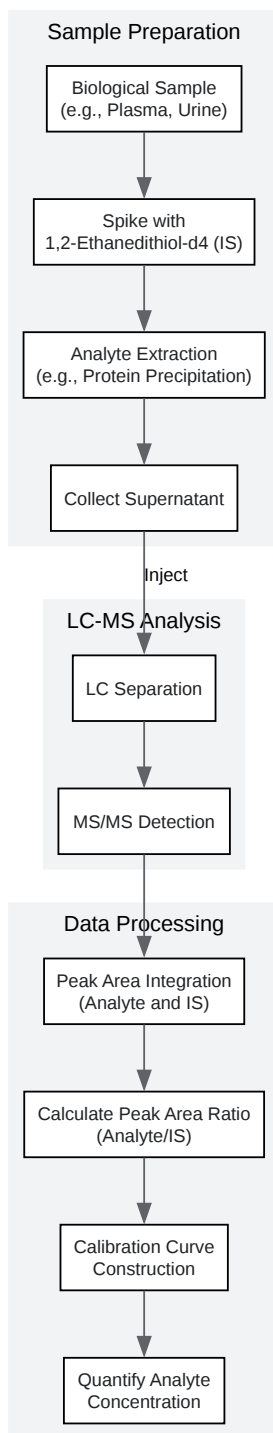 Sample Preparation
Biological Sample
(e.g., Plasma, Urine)
Spike with
1,2-Ethanedithiol-d4 (IS)
Analyte Extraction
(e.g., Protein Precipitation)
Collect Supernatant
Inject
LC-MS Analysis
LC Separation
MS/MS Detection
Data Processing
Peak Area Integration
(Analyte and IS)
Calculate Peak Area Ratio
(Analyte/IS)
Calibration Curve
Construction
Quantify Analyte
Concentration